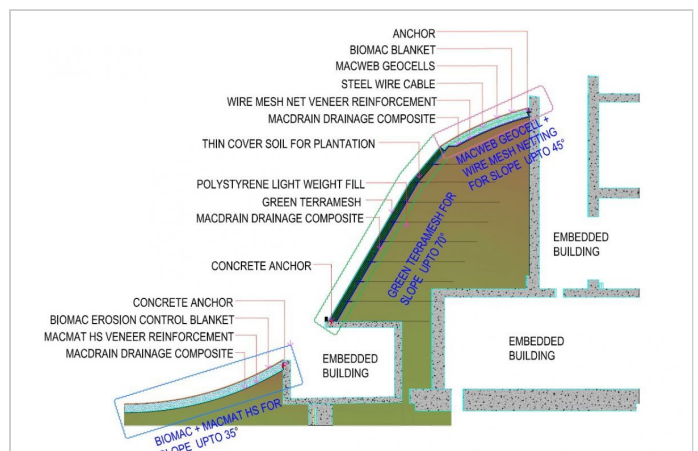 ANCHOR
BIOMAC BLANKET
MACWEB GEOCELLS
STEEL WIRE CABLE
WIRE MESH NET VENEER REINFORCEMENT
MACDRAIN DRAINAGE COMPOSITE
THIN COVER SOIL FOR PLANTATION
POLYSTYRENE LIGHT WEIGHT FILL
GREEN TERRAMESH
MACDRAIN DRAINAGE COMPOSITE
CONCRETE ANCHOR
MACWEB GEOCELL +
WIRE MESH NETTING
FOR SLOPE UPTO 45°
GREEN TERRAMESH FOR
SLOPE UPTO 70°
EMBEDDED
BUILDING
CONCRETE ANCHOR
BIOMAC EROSION CONTROL BLANKET
MACMAT HS VENEER REINFORCEMENT
MACDRAIN DRAINAGE COMPOSITE
EMBEDDED
BUILDING
EMBEDDED
BUILDING
BIOMAC + MACMAT HS FOR
SLOPE UPTO 35°